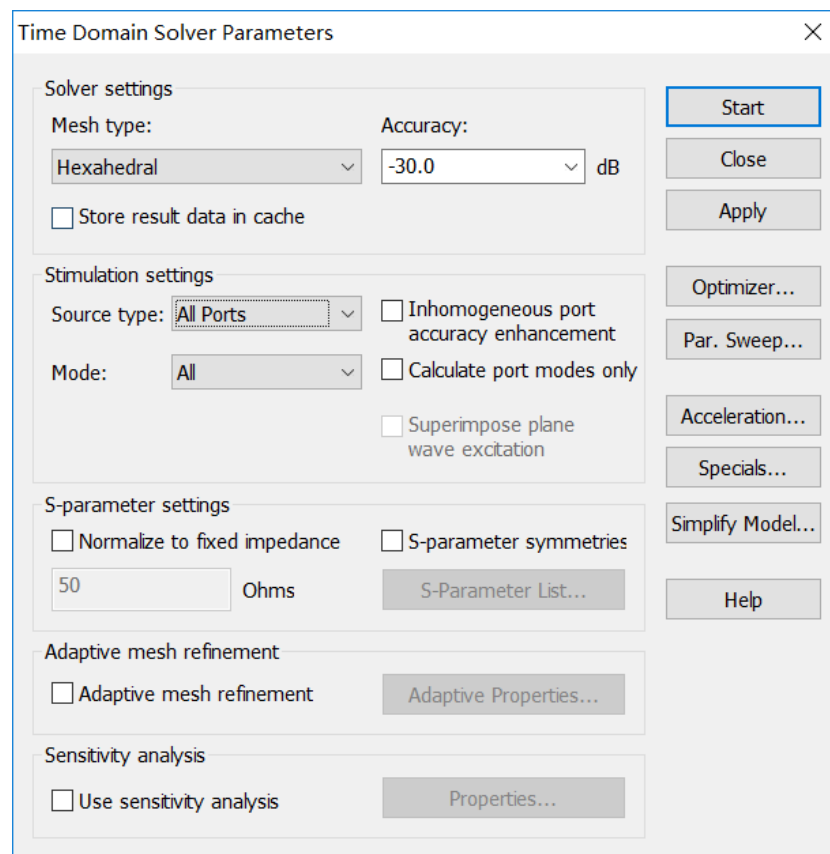 Time Domain Solver Parameters
Solver settings
Mesh type:
Accuracy:
Hexahedral
-30.0
dB
Store result data in cache
Stimulation settings
Source type:
All Ports
Inhomogeneous port
accuracy enhancement
Mode:
All
Calculate port modes only
Superimpose plane
wave excitation
S-parameter settings
Normalize to fixed impedance
S-parameter symmetries
50
Ohms
S-Parameter List...
Adaptive mesh refinement
Adaptive mesh refinement
Adaptive Properties...
Sensitivity analysis
Use sensitivity analysis
Properties...
Start
Close
Apply
Optimizer...
Par. Sweep...
Acceleration...
Specials...
Simplify Model...
Help